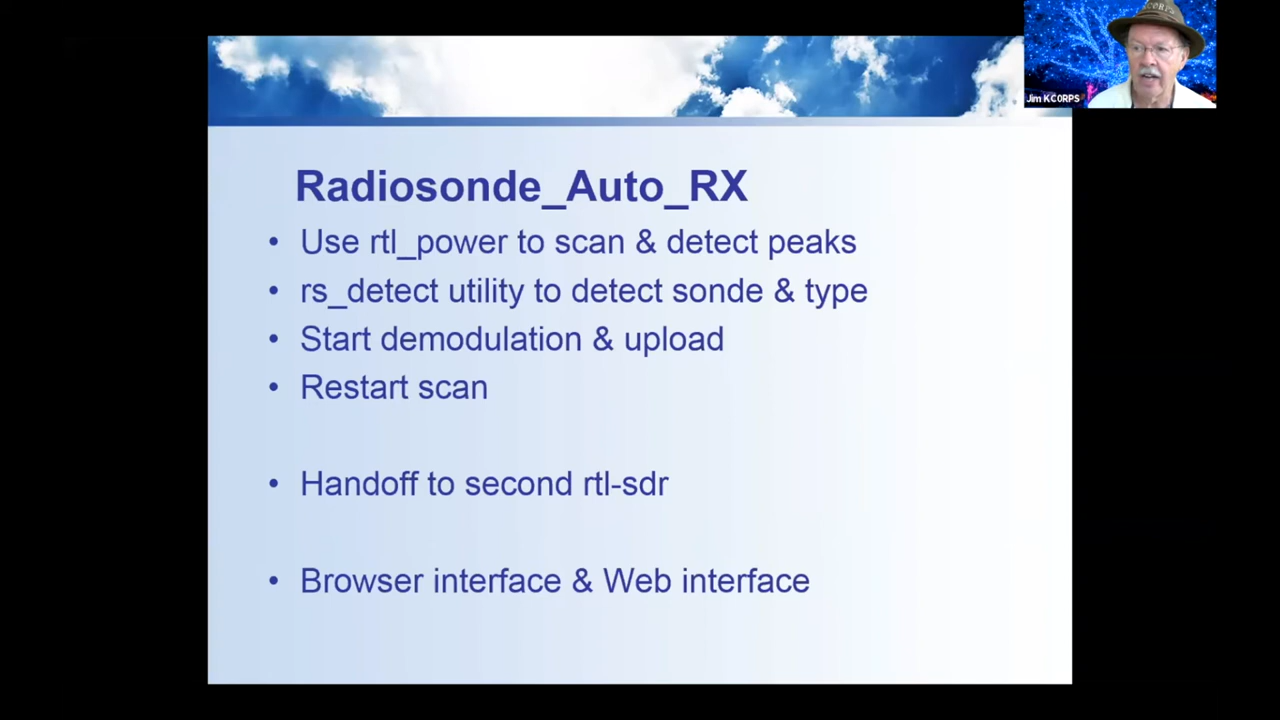 Jim KC0RPS
Radiosonde_Auto_RX
• Use rtl_power to scan & detect peaks
• rs_detect utility to detect sonde & type
• Start demodulation & upload
• Restart scan
• Handoff to second rtl-sdr
• Browser interface & Web interface